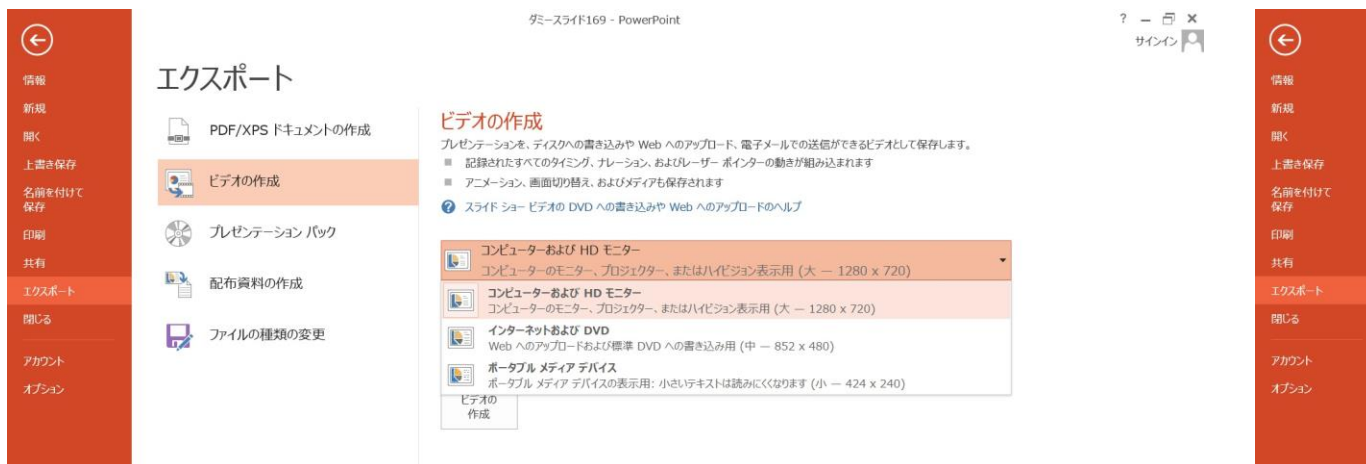 ダミースライド169 - PowerPoint
?
サインイン
情報
新規
開く
上書き保存
名前を付けて
保存
印刷
共有
エクスポート
閉じる
アカウント
オプション
エクスポート
PDF/XPS ドキュメントの作成
ビデオの作成
プレゼンテーション パック
配布資料の作成
ファイルの種類の変更
ビデオの作成
プレゼンテーションを、ディスクへの書き込みや Web へのアップロード、電子メールでの送信ができるビデオとして保存します。
記録されたすべてのタイミング、ナレーション、およびレーザー ポインターの動きが組み込まれます
アニメーション、画面切り替え、およびメディアも保存されます
スライド ショー ビデオの DVD への書き込みや Web へのアップロードのヘルプ
コンピューターおよび HD モニター
コンピューターのモニター、プロジェクター、またはハイビジョン表示用 (大 — 1280 x 720)
コンピューターおよび HD モニター
コンピューターのモニター、プロジェクター、またはハイビジョン表示用 (大 — 1280 x 720)
インターネットおよび DVD
Web へのアップロードおよび標準 DVD への書き込み用 (中 — 852 x 480)
ポータブル メディア デバイス
ポータブル メディア デバイスの表示用: 小さいテキストは読みにくくなります (小 — 424 x 240)
ビデオの
作成
情報
新規
開く
上書き保存
名前を付けて
保存
印刷
共有
エクスポート
閉じる
アカウント
オプション